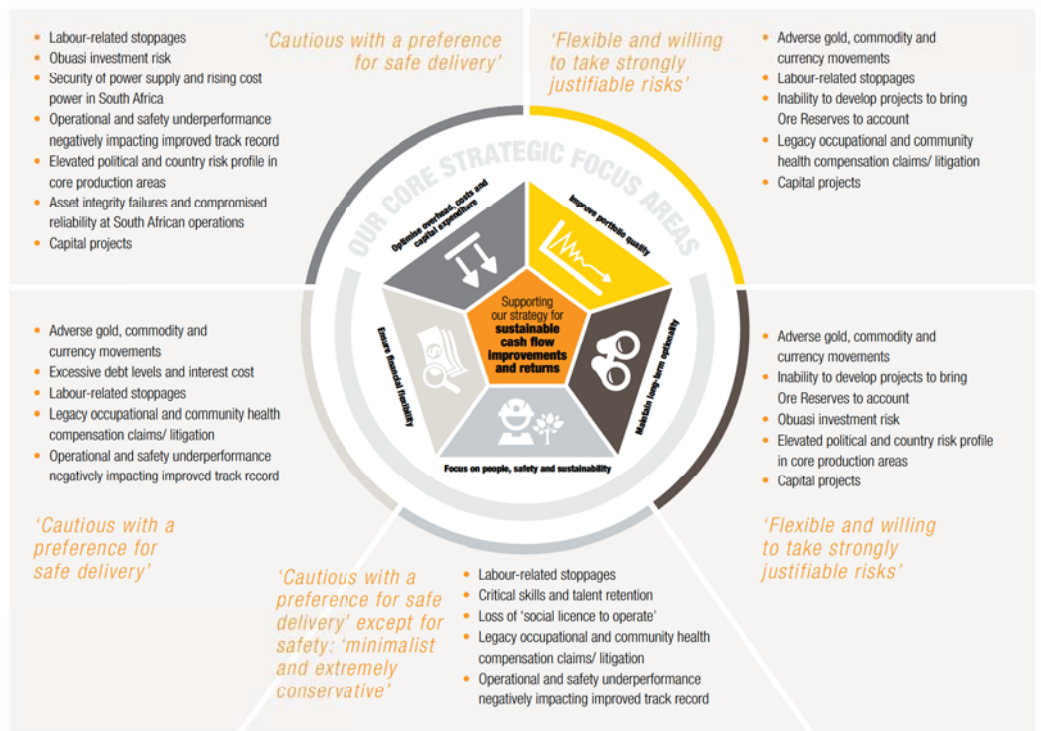 • Labour-related stoppages
• Obuasi investment risk
• Security of power supply and rising cost
power in South Africa
• Operational and safety underperformance
negatively impacting improved track record
• Elevated political and country risk profile in
core production areas
• Asset integrity failures and compromised
reliability at South African operations
• Capital projects
‘Cautious with a preference
for safe delivery’
‘Flexible and willing
to take strongly
justifiable risks’
• Adverse gold, commodity and
currency movements
• Labour-related stoppages
• Inability to develop projects to bring
Ore Reserves to account
• Legacy occupational and community
health compensation claims/ litigation
• Capital projects
OUR CORE STRATEGIC FOCUS AREAS
Optimise overhead, costs and
capital expenditure
Improve portfolio quality
Supporting
our strategy for
sustainable
cash flow
improvements
and returns
Ensure financial flexibility
Maintain long-term optionality
Focus on people, safety and sustainability
• Adverse gold, commodity and
currency movements
• Excessive debt levels and interest cost
• Labour-related stoppages
• Legacy occupational and community health
compensation claims/ litigation
• Operational and safety underperformance
negatively impacting improved track record
‘Cautious with a
preference for
safe delivery’
• Adverse gold, commodity and
currency movements
• Inability to develop projects to bring
Ore Reserves to account
• Obuasi investment risk
• Elevated political and country risk profile
in core production areas
• Capital projects
‘Flexible and willing
to take strongly
justifiable risks’
‘Cautious with a
preference for safe
delivery’ except for
safety: ‘minimalist
and extremely
conservative’
• Labour-related stoppages
• Critical skills and talent retention
• Loss of ‘social licence to operate’
• Legacy occupational and community health
compensation claims/ litigation
• Operational and safety underperformance
negatively impacting improved track record